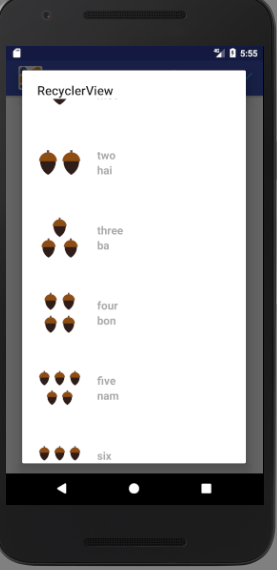 5:55
RecyclerView
two
hai
three
ba
four
bon
five
nam
six